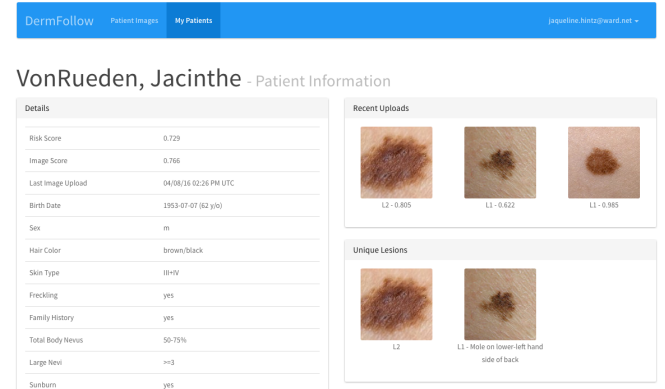 DermFollow Patient Images My Patients jaqueline.hintz@ward.net
VonRueden, Jacinthe - Patient Information
Details
Risk Score 0.729
Image Score 0.766
Last Image Upload 04/08/16 02:26 PM UTC
Birth Date 1953-07-07 (62 y/o)
Sex m
Hair Color brown/black
Skin Type III+IV
Freckling yes
Family History yes
Total Body Nevus 50-75%
Large Nevi >=3
Sunburn yes
Recent Uploads
L2 - 0.805 L1 - 0.622 L1 - 0.985
Unique Lesions
L2 L1 - Mole on lower-left hand
side of back